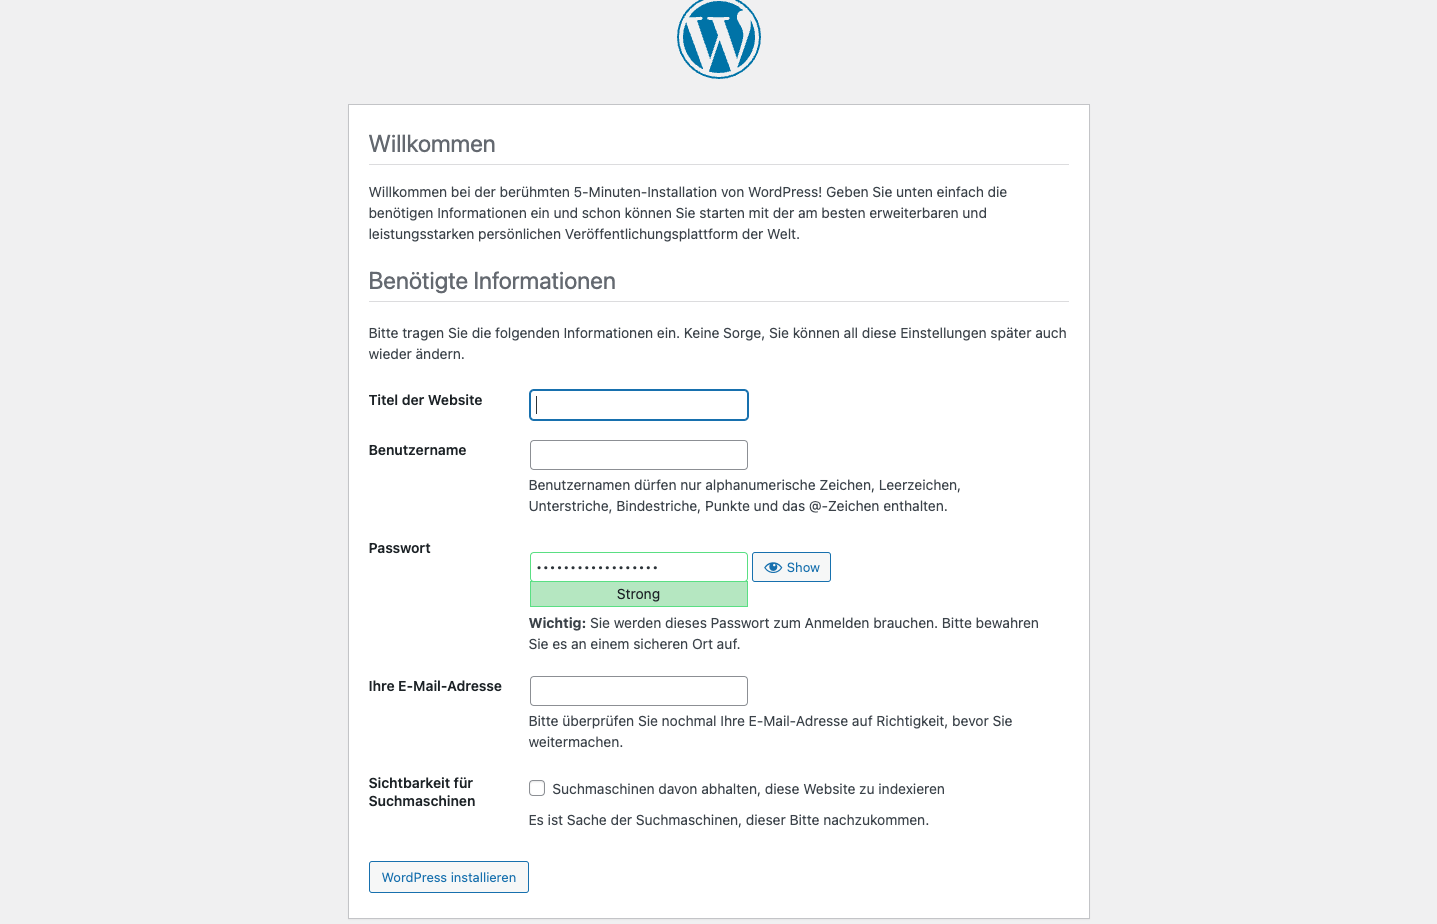 Willkommen
Willkommen bei der berühmten 5-Minuten-Installation von WordPress! Geben Sie unten einfach die
benötigen Informationen ein und schon können Sie starten mit der am besten erweiterbaren und
leistungsstarken persönlichen Veröffentlichungsplattform der Welt.
Benötigte Informationen
Bitte tragen Sie die folgenden Informationen ein. Keine Sorge, Sie können all diese Einstellungen später auch
wieder ändern.
Titel der Website
Benutzername
Benutzernamen dürfen nur alphanumerische Zeichen, Leerzeichen,
Unterstriche, Bindestriche, Punkte und das @-Zeichen enthalten.
Passwort
•••••••••••••••••• Show
Strong
Wichtig: Sie werden dieses Passwort zum Anmelden brauchen. Bitte bewahren
Sie es an einem sicheren Ort auf.
Ihre E-Mail-Adresse
Bitte überprüfen Sie nochmal Ihre E-Mail-Adresse auf Richtigkeit, bevor Sie
weitermachen.
Sichtbarkeit für
Suchmaschinen
Suchmaschinen davon abhalten, diese Website zu indexieren
Es ist Sache der Suchmaschinen, dieser Bitte nachzukommen.
WordPress installieren